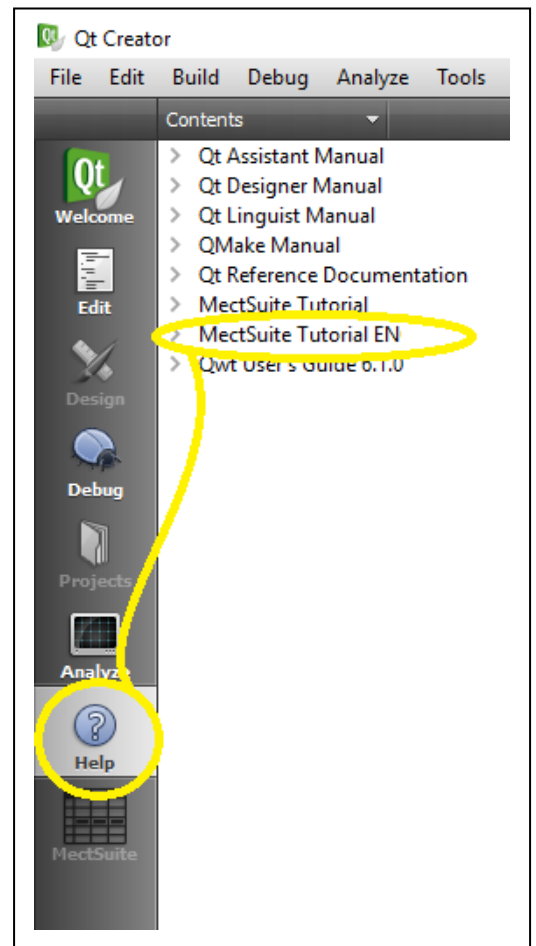 Qt Creator
File Edit Build Debug Analyze Tools
Contents
Qt
Welcome
Edit
Design
Debug
Projects
Analyze
Help
MectSuite
Qt Assistant Manual
Qt Designer Manual
Qt Linguist Manual
QMake Manual
Qt Reference Documentation
MectSuite Tutorial
MectSuite Tutorial EN
Qwt User's Guide 6.1.0